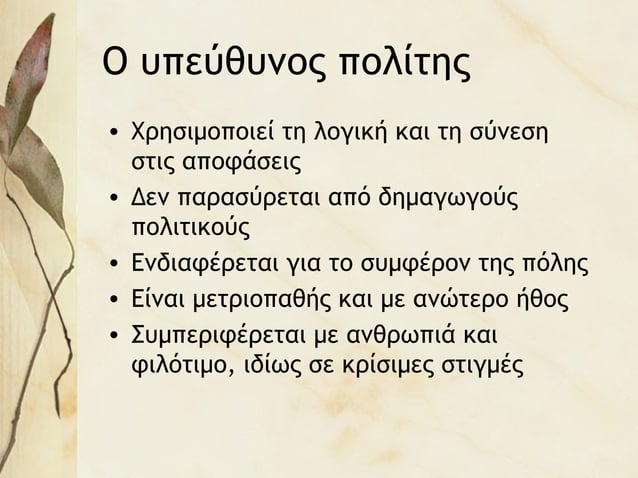 Ο υπεύθυνος πολίτης
• Χρησιμοποιεί τη λογική και τη σύνεση
στις αποφάσεις
• Δεν παρασύρεται από δημαγωγούς
πολιτικούς
• Ενδιαφέρεται για το συμφέρον της πόλης
• Είναι μετριοπαθής και με ανώτερο ήθος
• Συμπεριφέρεται με ανθρωπιά και
φιλότιμο, ιδίως σε κρίσιμες στιγμές